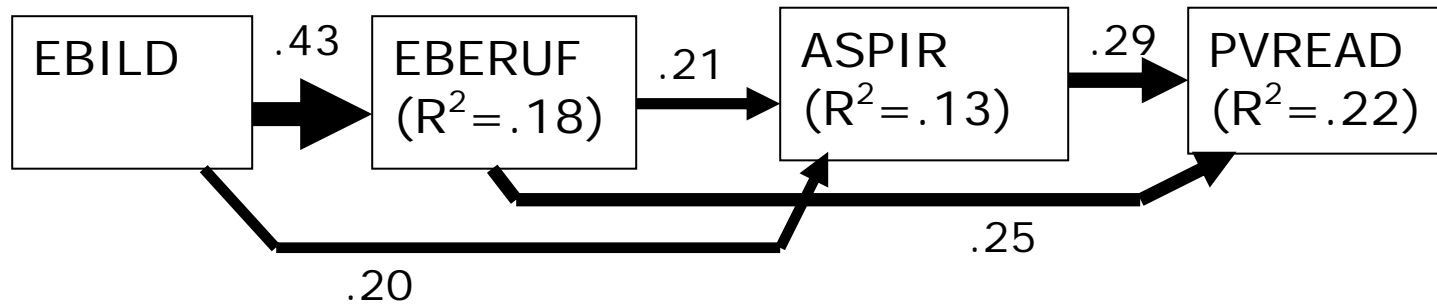 EBILD
.43
EBERUF
(R²=.18)
.21
ASPIR
(R²=.13)
.29
PVREAD
(R²=.22)
.20
.25